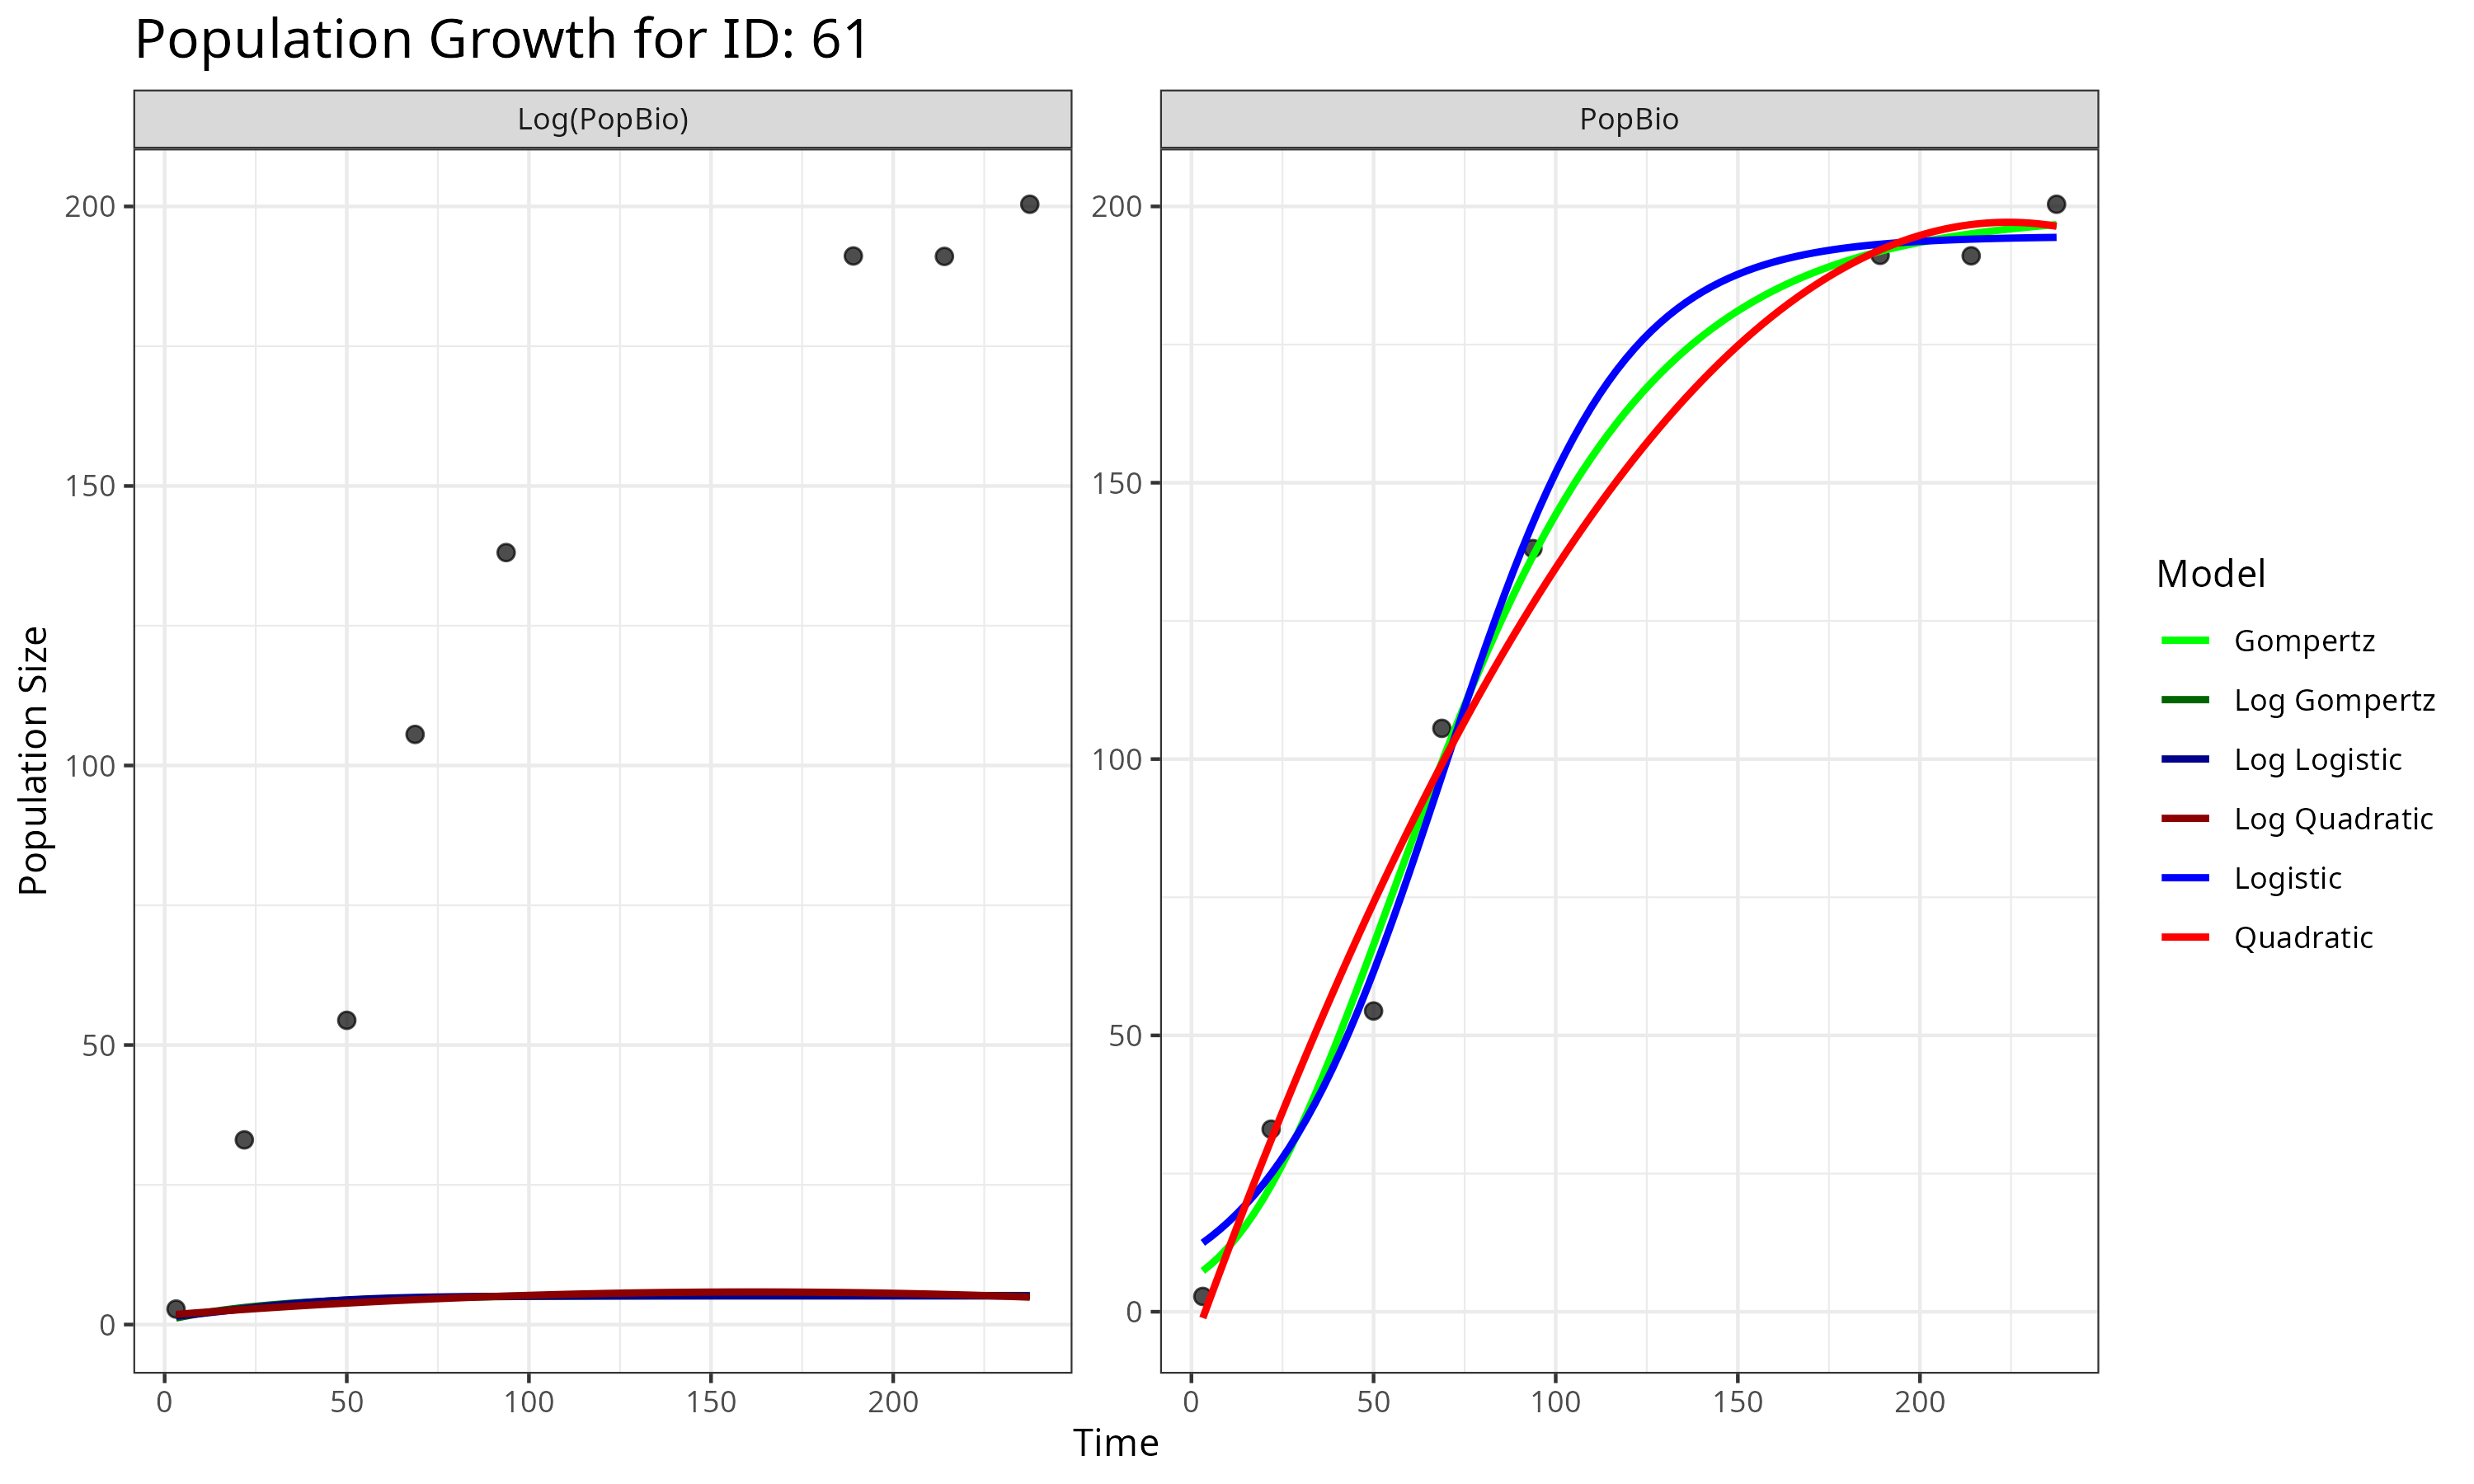 Population Growth for ID: 61
Log(PopBio)
PopBio
Population Size
200
150
100
50
0
200
150
100
50
0
0 50 100 150 200
0 50 100 150 200
Time
Model
Gompertz
Log Gompertz
Log Logistic
Log Quadratic
Logistic
Quadratic